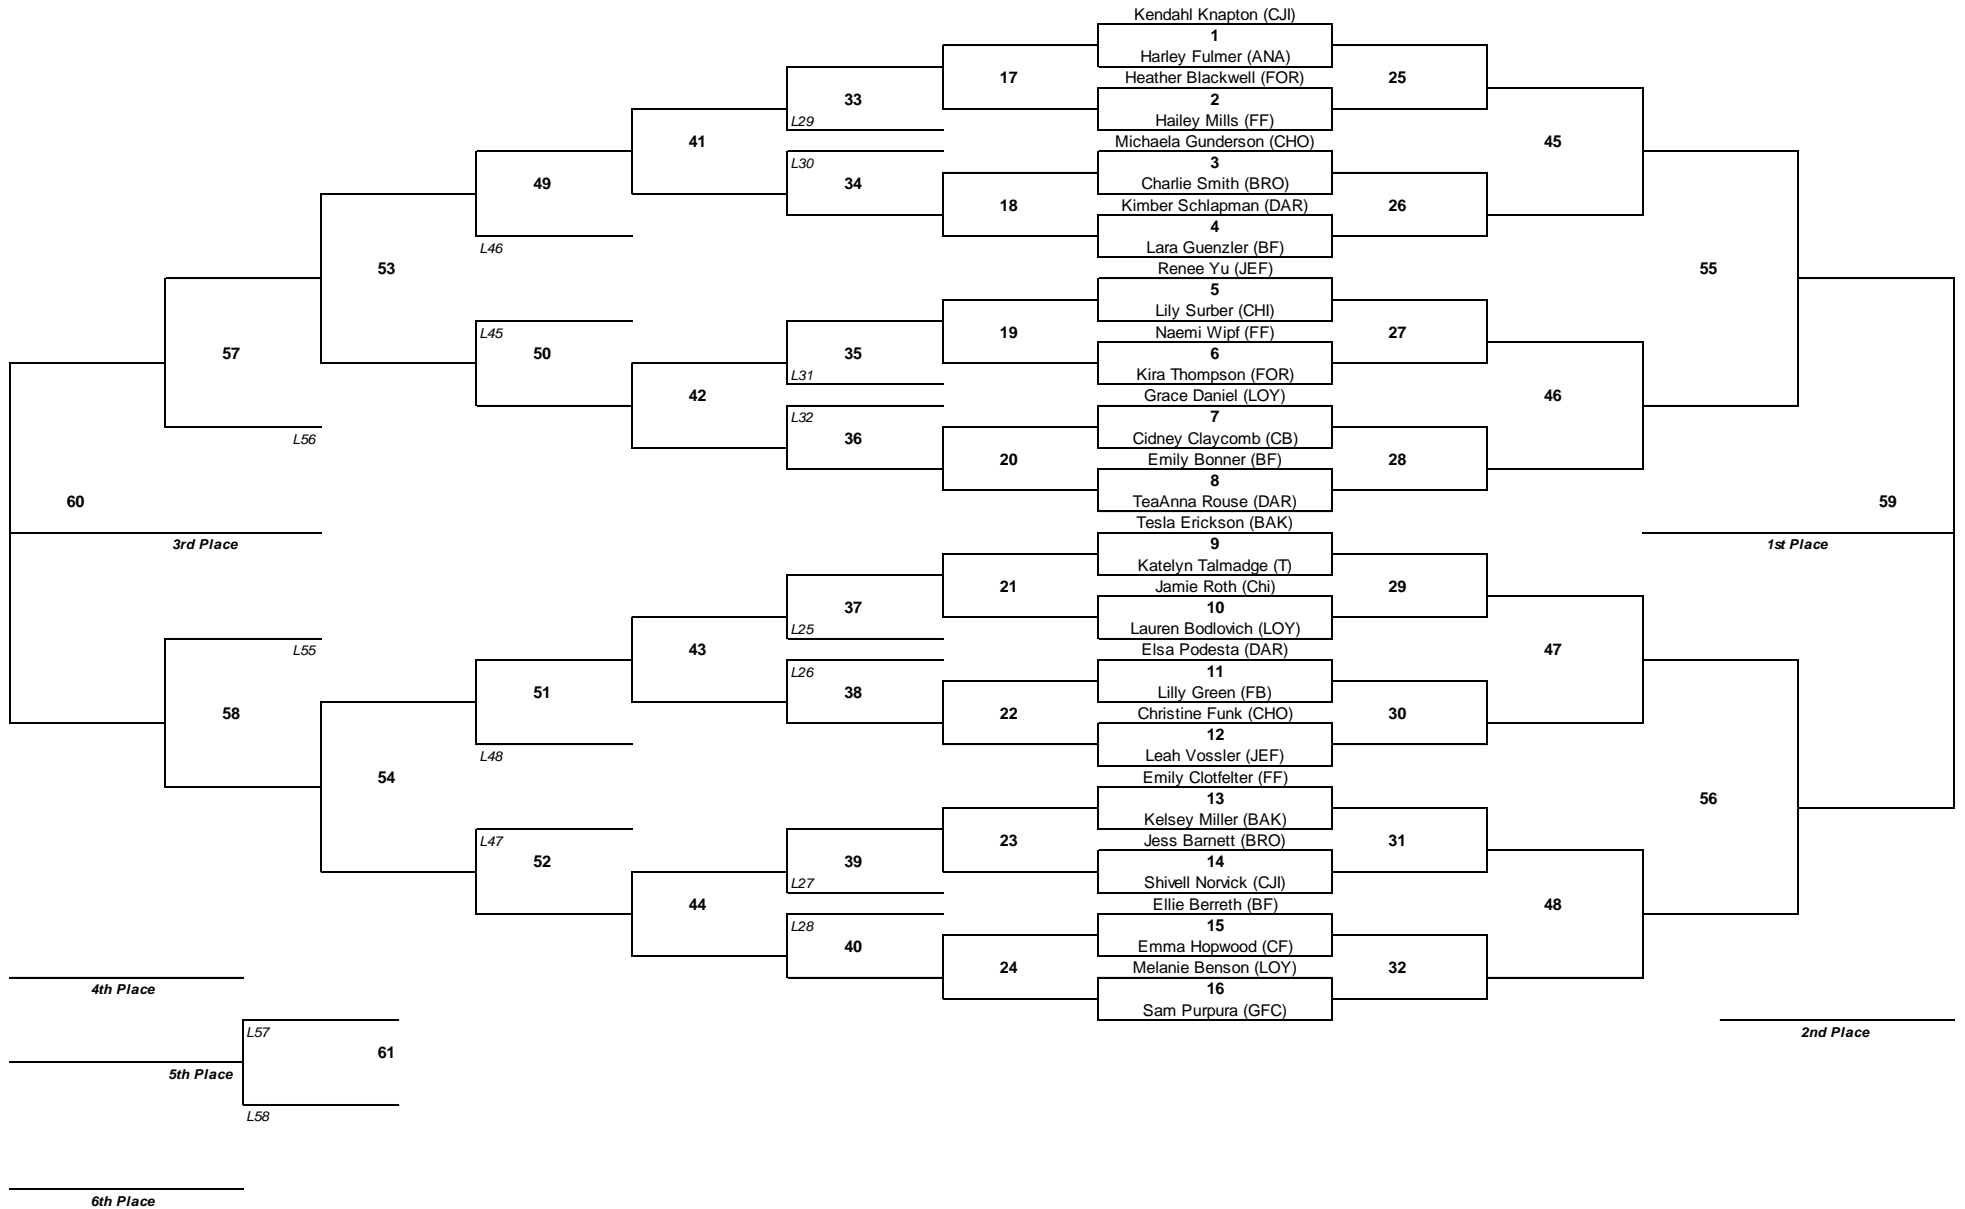 Kendahl Knapton (CJI)
1
Harley Fulmer (ANA)
17 Heather Blackwell (FOR) 25
33 2
L29 Hailey Mills (FF)
41 Michaela Gunderson (CHO) 45
L30 3
49 34 Charlie Smith (BRO)
18 Kimber Schlapman (DAR) 26
4
L46 Lara Guenzler (BF)
53 Renee Yu (JEF) 55
5
Lily Surber (CHI)
L45 19 Naemi Wipf (FF) 27
57 50 35 6
L31 Kira Thompson (FOR)
42 Grace Daniel (LOY) 46
L32 7
L56 36 Cidney Claycomb (CB)
20 Emily Bonner (BF) 28
8
60 TeaAnna Rouse (DAR) 59
Tesla Erickson (BAK)
3rd Place 9 1st Place
Katelyn Talmadge (T)
21 Jamie Roth (Chi) 29
37 10
L25 Lauren Bodlovich (LOY)
L55 43 Elsa Podesta (DAR) 47
L26 11
51 38 Lilly Green (FB)
58 22 Christine Funk (CHO) 30
12
L48 Leah Vossler (JEF)
54 Emily Clotfelter (FF)
13 56
Kelsey Miller (BAK)
L47 23 Jess Barnett (BRO) 31
52 39 14
L27 Shivell Norvick (CJI)
44 Ellie Berreth (BF) 48
L28 15
40 Emma Hopwood (CF)
24 Melanie Benson (LOY) 32
4th Place 16
Sam Purpura (GFC)
L57 2nd Place
61
5th Place
L58
6th Place